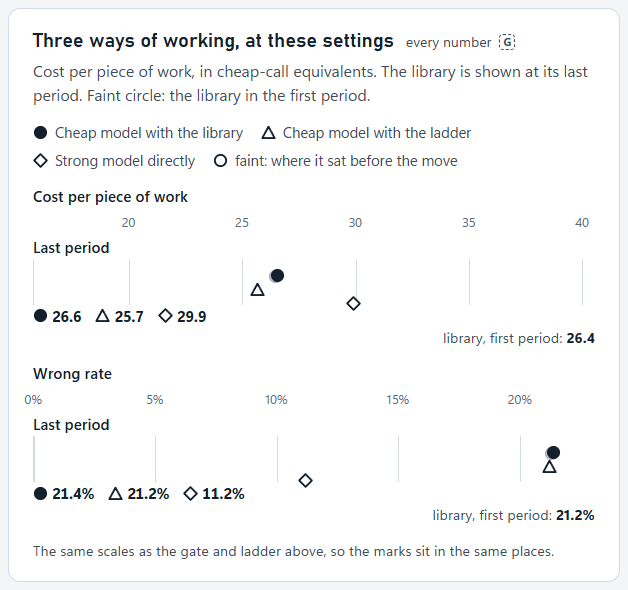 Three ways of working, at these settings every number G
Cost per piece of work, in cheap-call equivalents. The library is shown at its last
period. Faint circle: the library in the first period.
Cheap model with the library Cheap model with the ladder
Strong model directly faint: where it sat before the move
Cost per piece of work
20 25 30 35 40
Last period
26.6 25.7 29.9
library, first period: 26.4
Wrong rate
0% 5% 10% 15% 20%
Last period
21.4% 21.2% 11.2%
library, first period: 21.2%
The same scales as the gate and ladder above, so the marks sit in the same places.